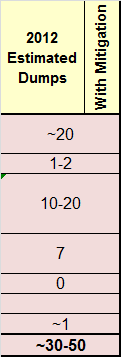 2012
Estimated
Dumps
With Mitigation
~20
1-2
10-20
7
0
~1
~30-50